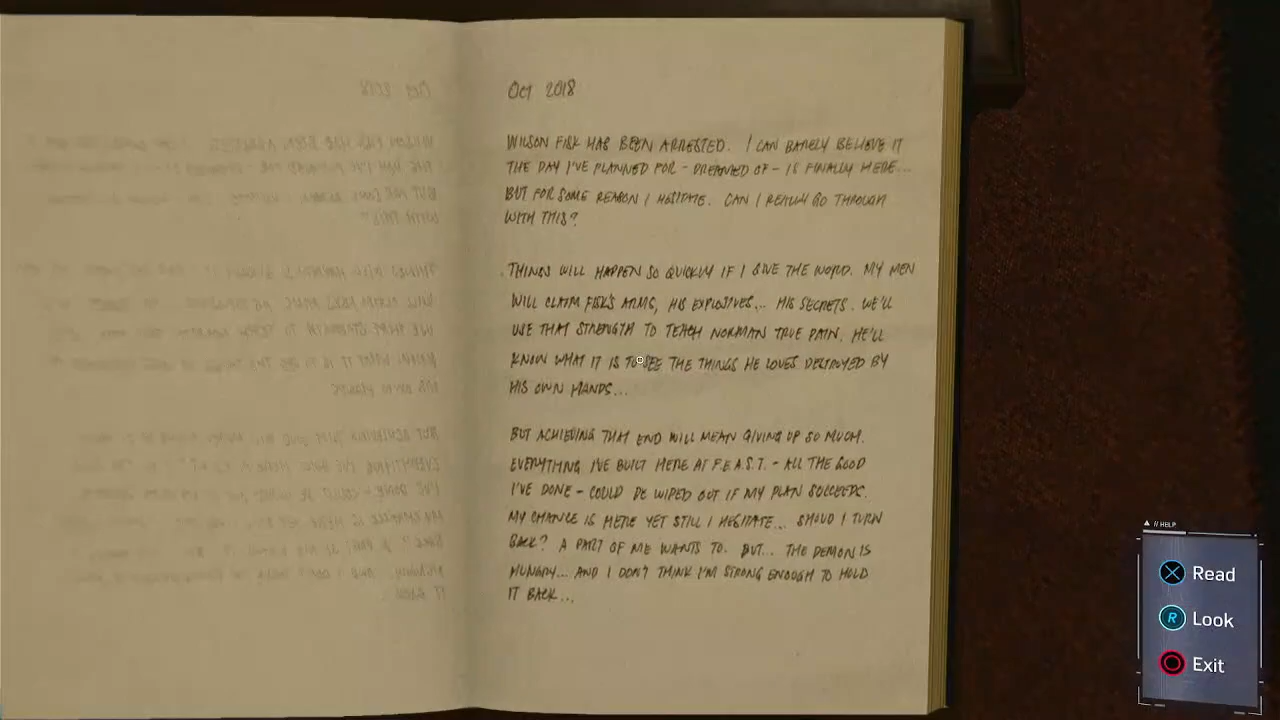 Oct 2018
WILSON FISK HAS BEEN ARRESTED. I CAN BARELY BELIEVE IT
THE DAY I'VE PLANNED FOR - DREAMED OF - IS FINALLY HERE...
BUT FOR SOME REASON I HESITATE. CAN I REALLY GO THROUGH
WITH THIS?
THINGS WILL HAPPEN SO QUICKLY IF I GIVE THE WORD. MY MEN
WILL CLAIM FISK'S ARMS, HIS EXPLOSIVES... HIS SECRETS. WE'LL
USE THAT STRENGTH TO TEACH NORMAN TRUE PAIN. HE'LL
KNOW WHAT IT IS TO SEE THE THINGS HE LOVES DESTROYED BY
HIS OWN HANDS...
BUT ACHIEVING THAT END WILL MEAN GIVING UP SO MUCH.
EVERYTHING I'VE BUILT HERE AT F.E.A.S.T. - ALL THE GOOD
I'VE DONE - COULD BE WIPED OUT IF MY PLAN SUCCEEDS.
MY CHANCE IS HERE YET STILL I HESITATE... SHOULD I TURN
BACK? A PART OF ME WANTS TO. BUT... THE DEMON IS
HUNGRY... AND I DON'T THINK I'M STRONG ENOUGH TO HOLD
IT BACK...
// HELP
Read
R Look
Exit